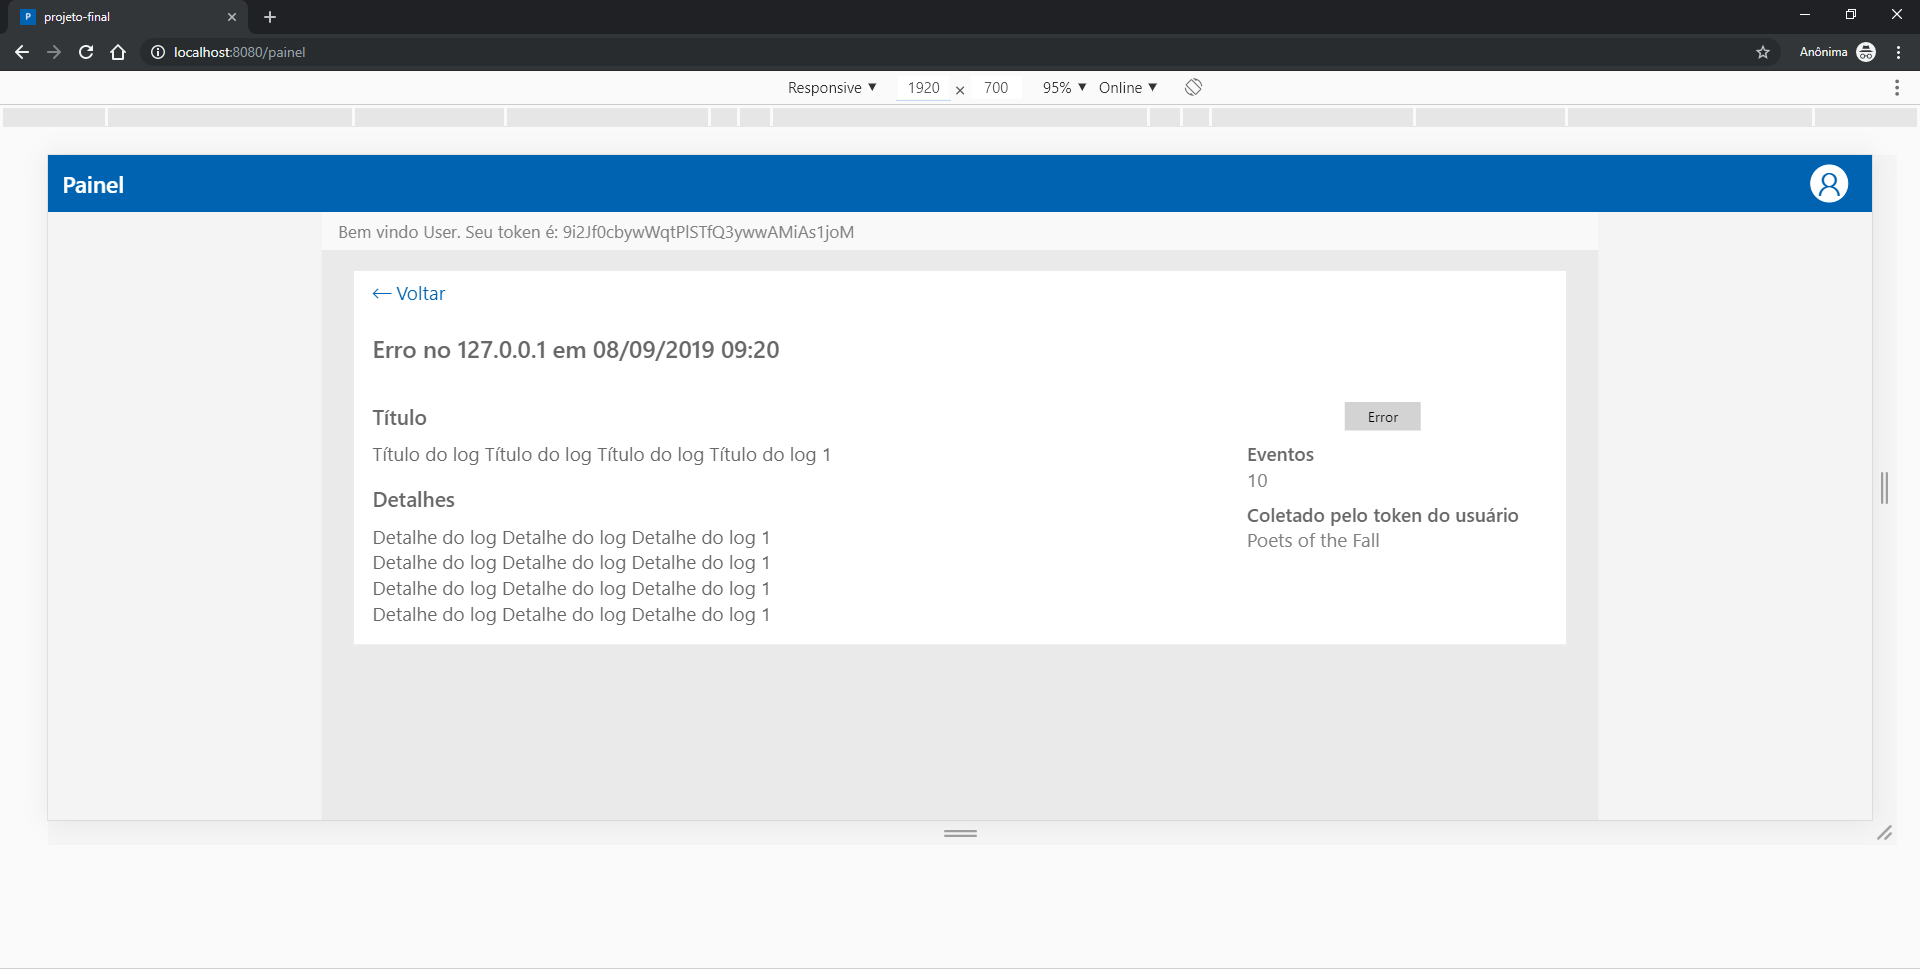 P projeto-final
localhost:8080/painel
Anônima
Responsive ▼ 1920 × 700 95% ▼ Online ▼
Painel
Bem vindo User. Seu token é: 9i2Jf0cbywWqtPlSTfQ3ywwAMiAs1joM
← Voltar
Erro no 127.0.0.1 em 08/09/2019 09:20
Título
Título do log Título do log Título do log Título do log 1
Detalhes
Detalhe do log Detalhe do log Detalhe do log 1
Detalhe do log Detalhe do log Detalhe do log 1
Detalhe do log Detalhe do log Detalhe do log 1
Detalhe do log Detalhe do log Detalhe do log 1
Error
Eventos
10
Coletado pelo token do usuário
Poets of the Fall